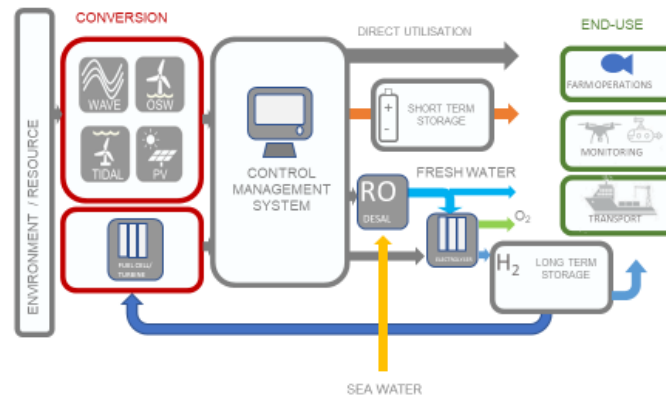 CONVERSION
END-USE
ENVIRONMENT / RESOURCE
WAVE
OSW
TIDAL
PV
FUEL CELL/
TURBINE
CONTROL
MANAGEMENT
SYSTEM
DIRECT UTILISATION
+
-
SHORT TERM
STORAGE
RO
DESAL
FRESH WATER
O2
ELECTROLYSER
H2
LONG TERM
STORAGE
SEA WATER
FARM OPERATIONS
MONITORING
TRANSPORT